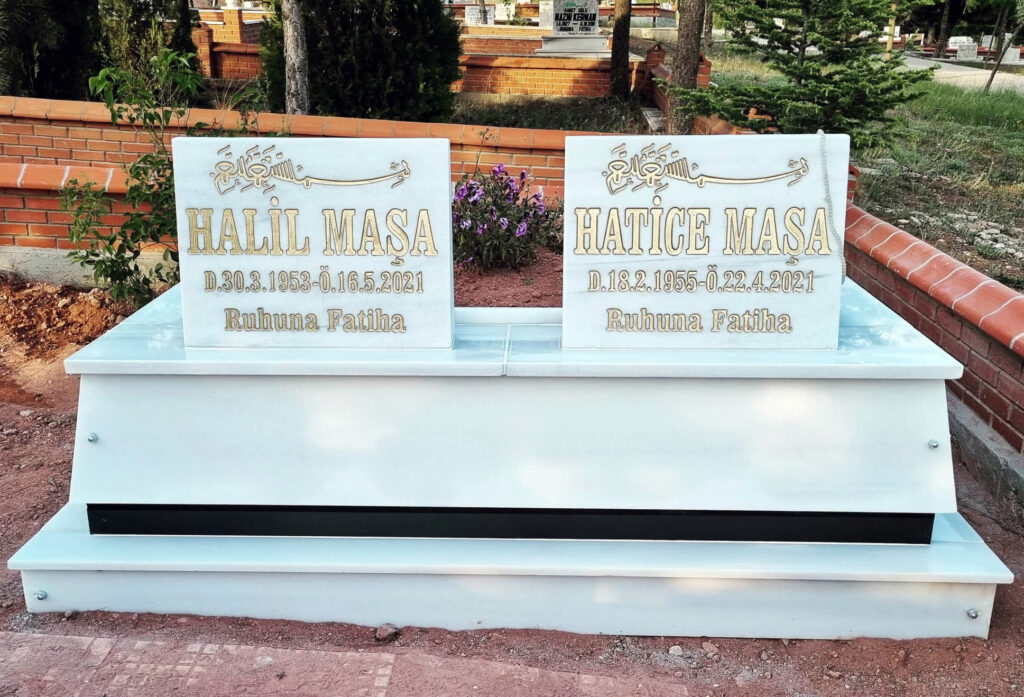 بسم الله الرحمن الرحيم
HALİL MAŞA
D.30.3.1953-Ö.16.5.2021
Ruhuna Fatiha
بسم الله الرحمن الرحيم
HATİCE MAŞA
D.18.2.1955-Ö.22.4.2021
Ruhuna Fatiha